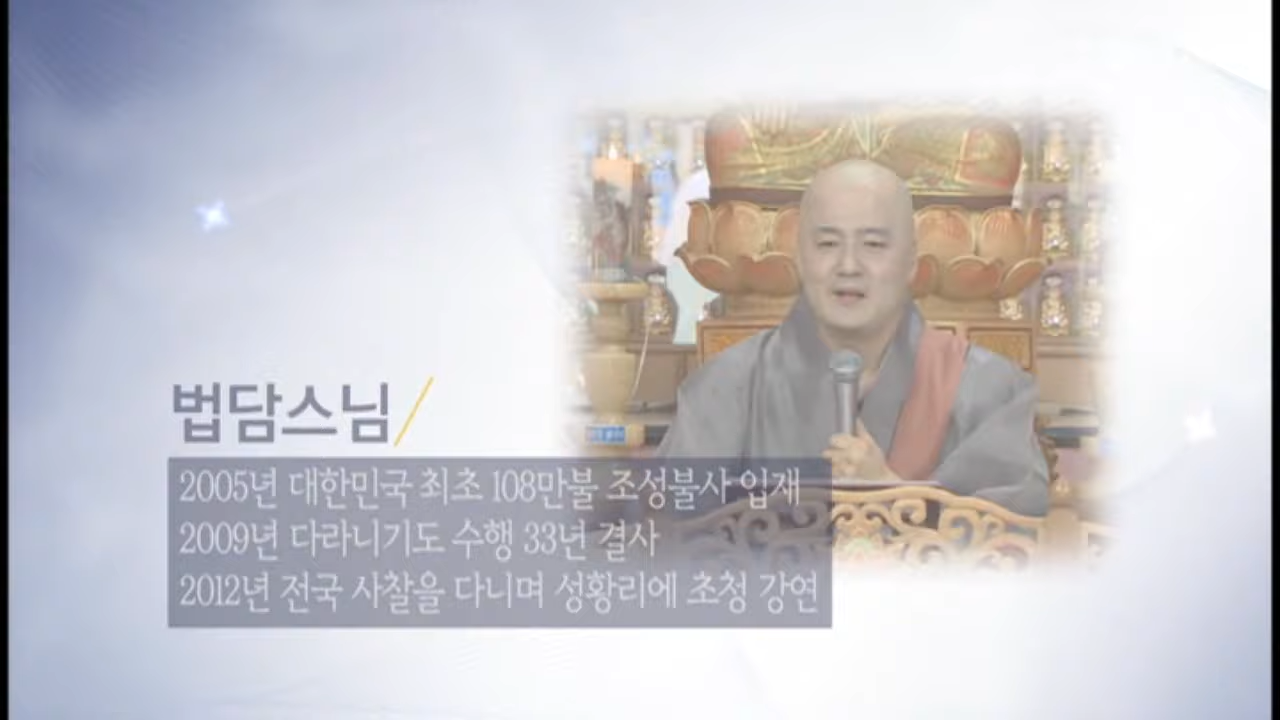 법담스님
2005년 대한민국 최초 108만불 조성불사 입재
2009년 다라니기도 수행 33년 결사
2012년 전국 사찰을 다니며 성황리에 초청 강연